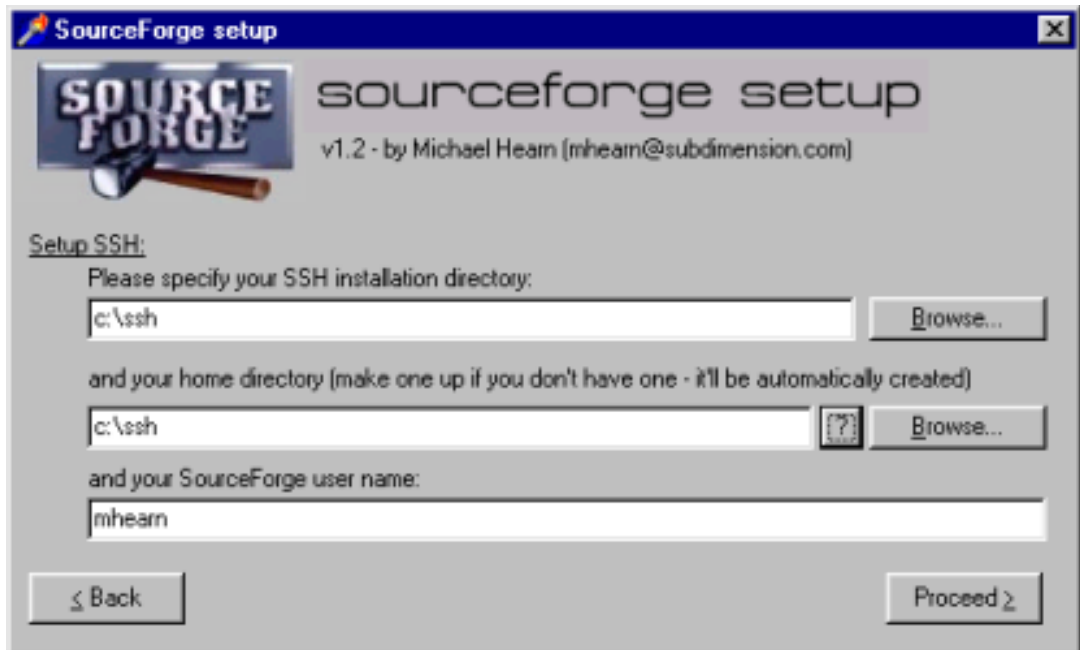 SourceForge setup
SOURCE
FORGE
sourceforge setup
v1.2 - by Michael Hearn (mhearn@subdimension.com)
Setup SSH:
Please specify your SSH installation directory:
c:\ssh
Browse...
and your home directory (make one up if you don't have one - it'll be automatically created)
c:\ssh
?
Browse...
and your SourceForge user name:
mhearn
< Back
Proceed >